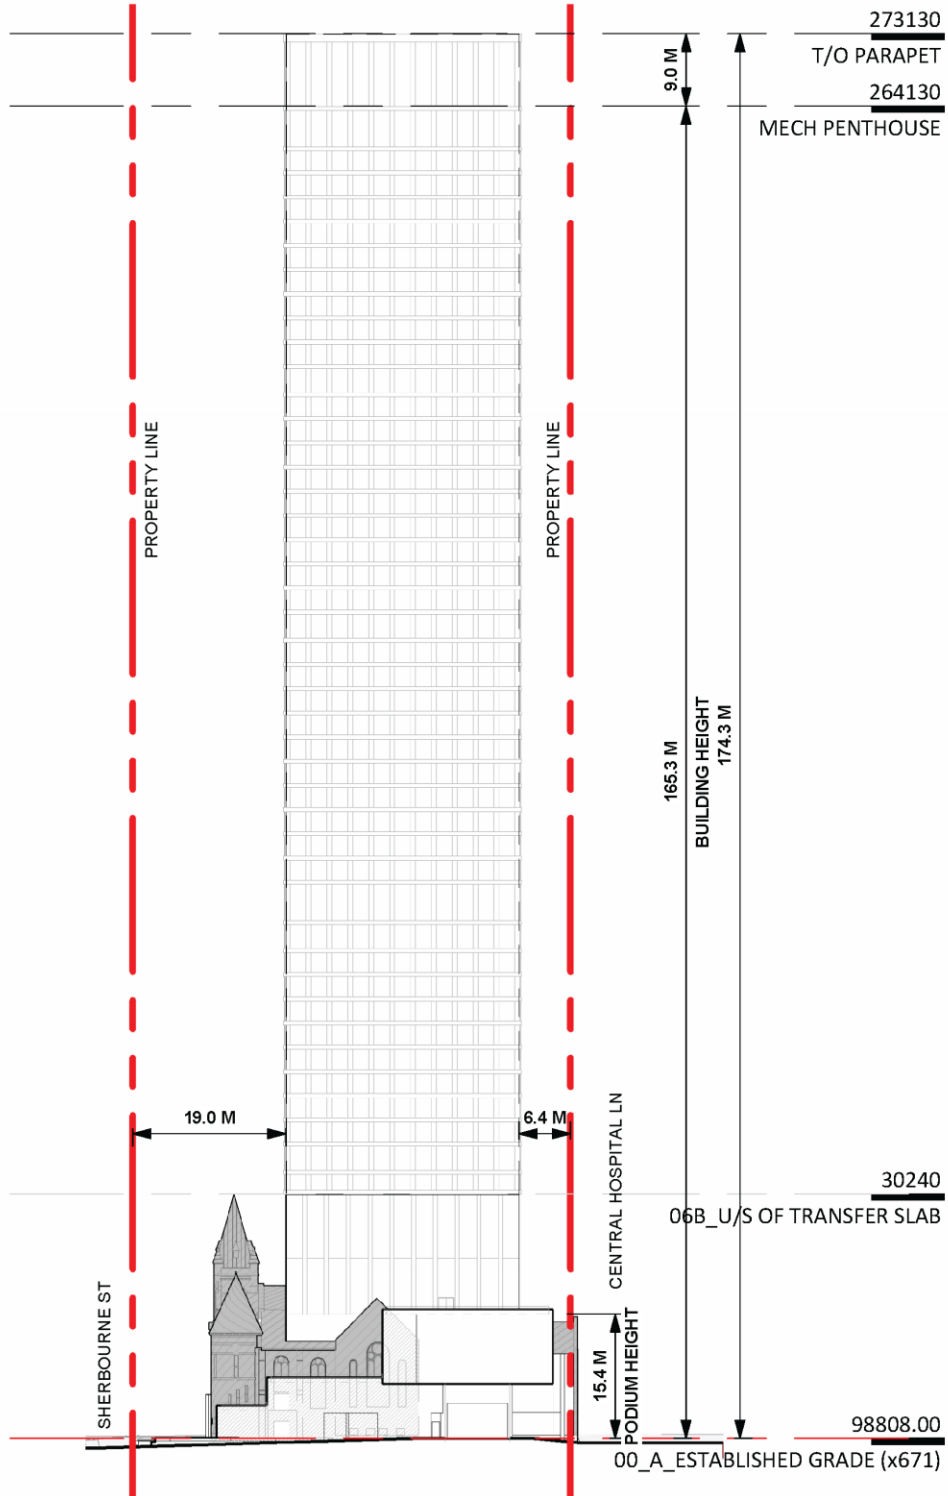 273130
T/O PARAPET
9.0 M
264130
MECH PENTHOUSE
PROPERTY LINE
PROPERTY LINE
165.3 M
BUILDING HEIGHT
174.3 M
19.0 M
6.4 M
CENTRAL HOSPITAL LN
30240
06B_U/S OF TRANSFER SLAB
SHERBOURNE ST
15.4 M
PODIUM HEIGHT
98808.00
00_A_ESTABLISHED GRADE (x671)